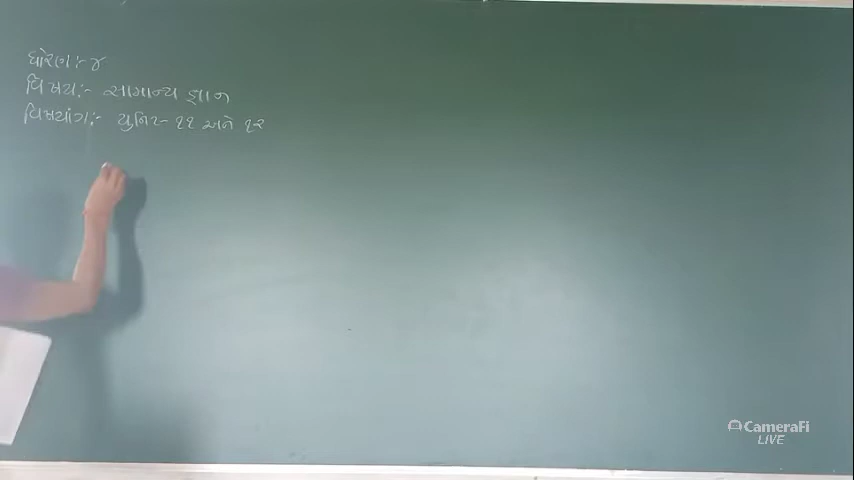 ધોરણ:- ૪
વિષય:- સામાન્ય જ્ઞાન
વિષયાંગ:- યુનિટ- ૧૧ અને ૧૨
CameraFi
LIVE